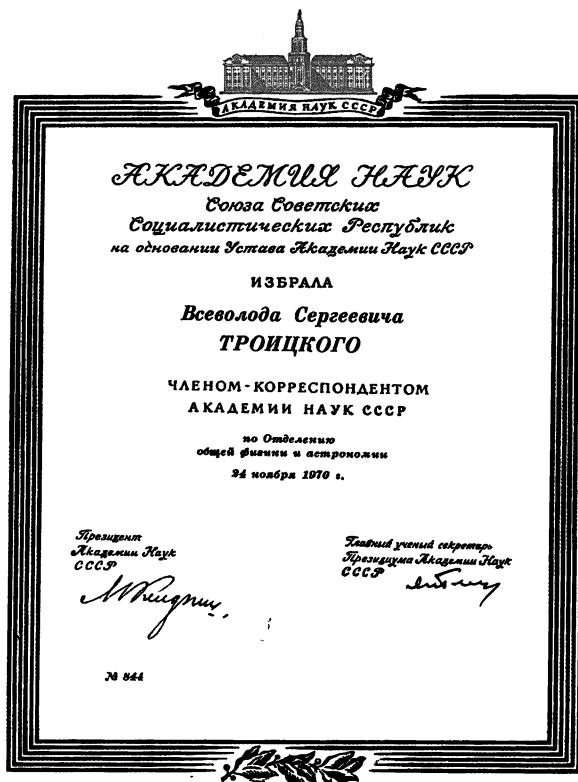 АКАДЕМИЯ НАУК СССР
АКАДЕМИЯ НАУК
Союза Советских
Социалистических Республик
на основании Устава Академии Наук СССР
ИЗБРАЛА
Всеволода Сергеевича
ТРОИЦКОГО
ЧЛЕНОМ-КОРРЕСПОНДЕНТОМ
АКАДЕМИИ НАУК СССР
по Отделению
общей физики и астрономии
24 ноября 1970 г.
Президент
Академии Наук
СССР
Главный ученый секретарь
Президиума Академии Наук
СССР
№ 844